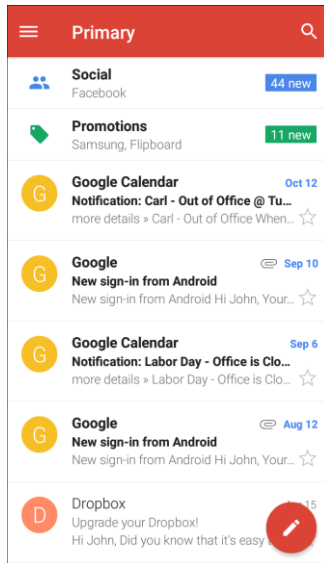 Primary
Social
Facebook
44 new
Promotions
Samsung, Flipboard
11 new
G
Google Calendar
Oct 12
Notification: Carl - Out of Office @ Tu...
more details » Carl - Out of Office When...
G
Google
Sep 10
New sign-in from Android
New sign-in from Android Hi John, Your...
G
Google Calendar
Sep 6
Notification: Labor Day - Office is Clo...
more details » Labor Day - Office is Clo...
G
Google
Aug 12
New sign-in from Android
New sign-in from Android Hi John, Your...
D
Dropbox
15
Upgrade your Dropbox!
Hi John, Did you know that it's easy